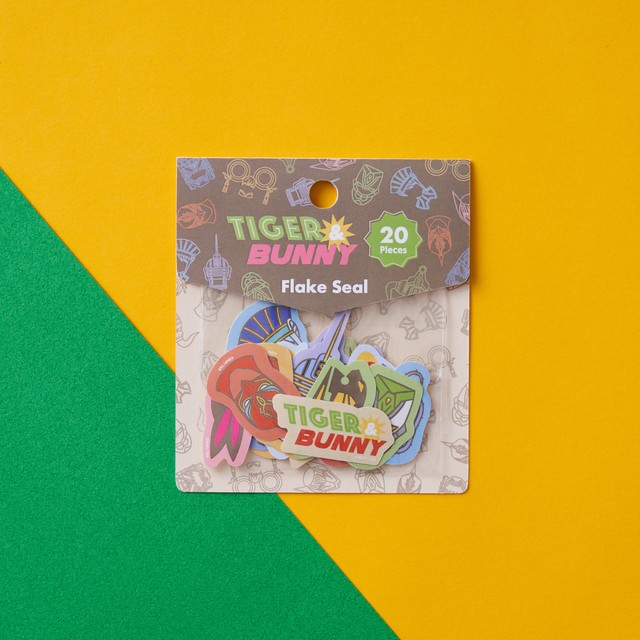 TIGER &
BUNNY
20
Pieces
Flake Seal
TIGER &
BUNNY